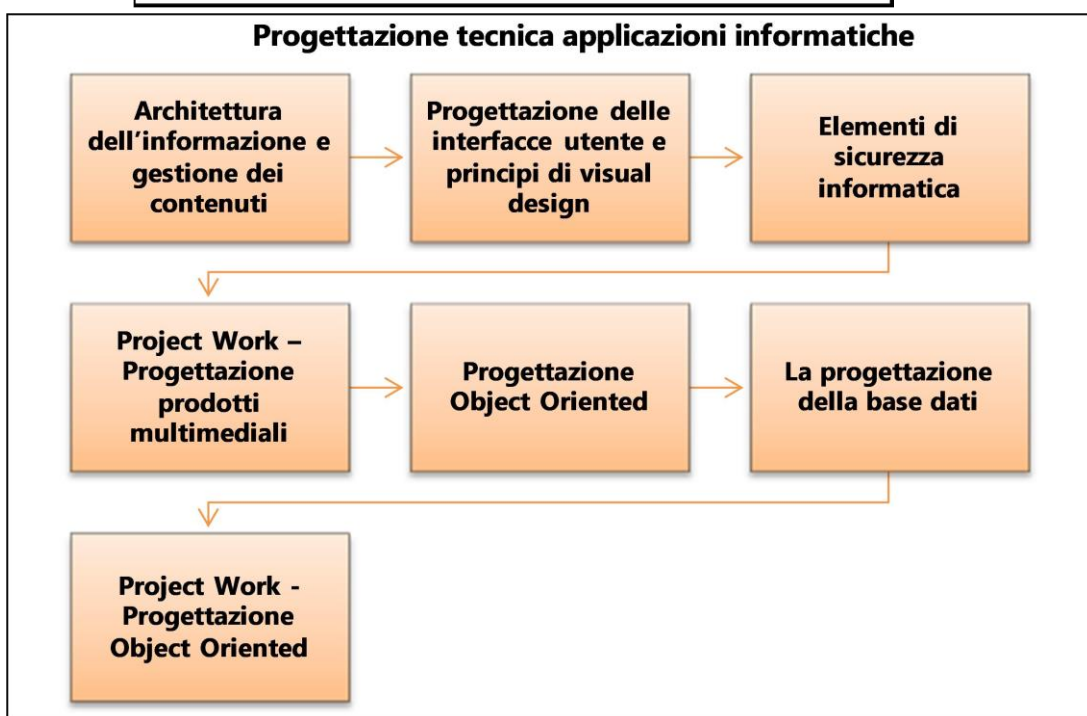 Progettazione tecnica applicazioni informatiche
Architettura
dell’informazione e
gestione dei
contenuti
Progettazione delle
interfacce utente e
principi di visual
design
Elementi di
sicurezza
informatica
Project Work –
Progettazione
prodotti
multimediali
Progettazione
Object Oriented
La progettazione
della base dati
Project Work -
Progettazione
Object Oriented